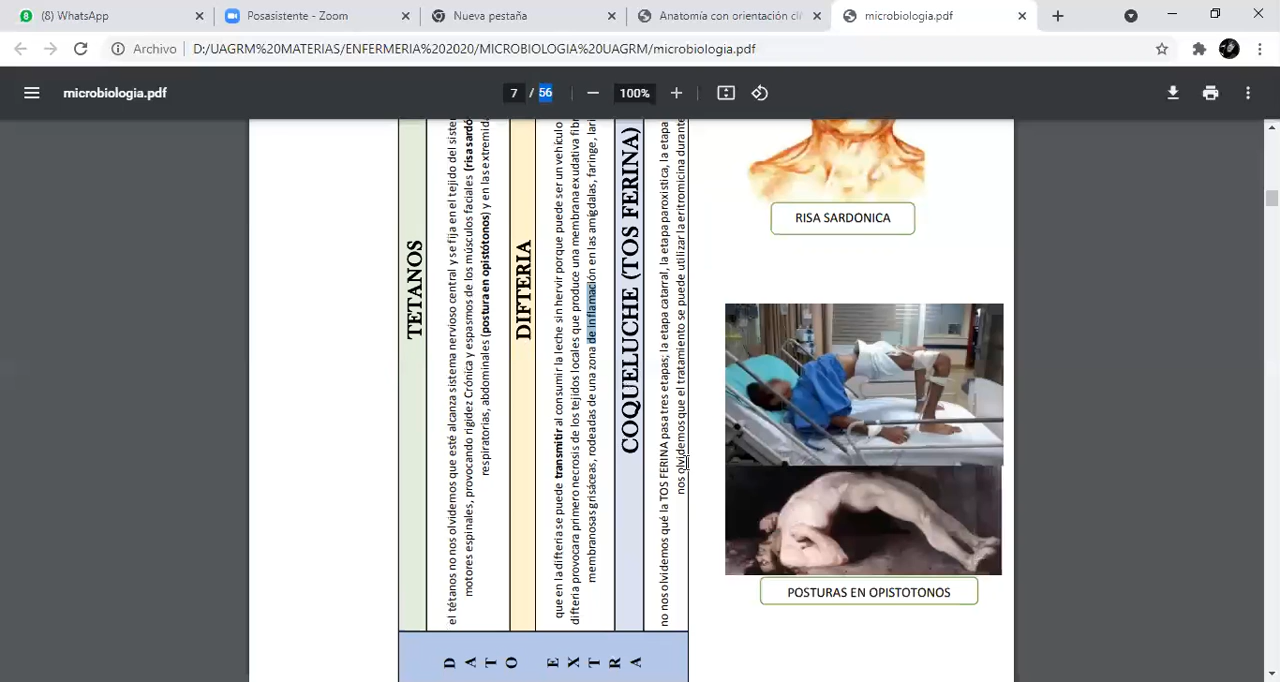 (8) WhatsApp
Posasistente - Zoom
Nueva pestaña
Anatomía con orientación clí
microbiologia.pdf
Archivo
D:/UAGRM%20MATERIAS/ENFERMERIA%202020/MICROBIOLOGIA%20UAGRM/microbiologia.pdf
microbiologia.pdf
7 / 56
100%
TETANOS
el tétanos no nos olvidemos que esté alcanza sistema nervioso central y se fija en el tejido del sister
motores espinales, provocando rigidez Crónica y espasmos de los músculos faciales (risa sardó
respiratorias, abdominales (postura en opistótonos) y en las extremida
DIFTERIA
que en la difteria se puede transmitir al consumir la leche sin hervir porque puede ser un vehículo
difteria provocara primero necrosis de los tejidos locales que produce una membrana exudativa fibr
membranosas grisáceas, rodeadas de una zona de inflamación en las amígdalas, faringe, lari
COQUELUCHE (TOS FERINA)
no nos olvidemos qué la TOS FERINA pasa tres etapas; la etapa catarral, la etapa paroxistica, la etapa
nos olvidemos que el tratamiento se puede utilizar la eritromicina durante
DATO EXTRA
RISA SARDONICA
POSTURAS EN OPISTOTONOS